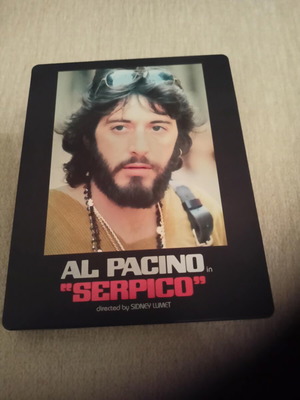 AL PACINO in
"SERPICO"
directed by SIDNEY LUMET